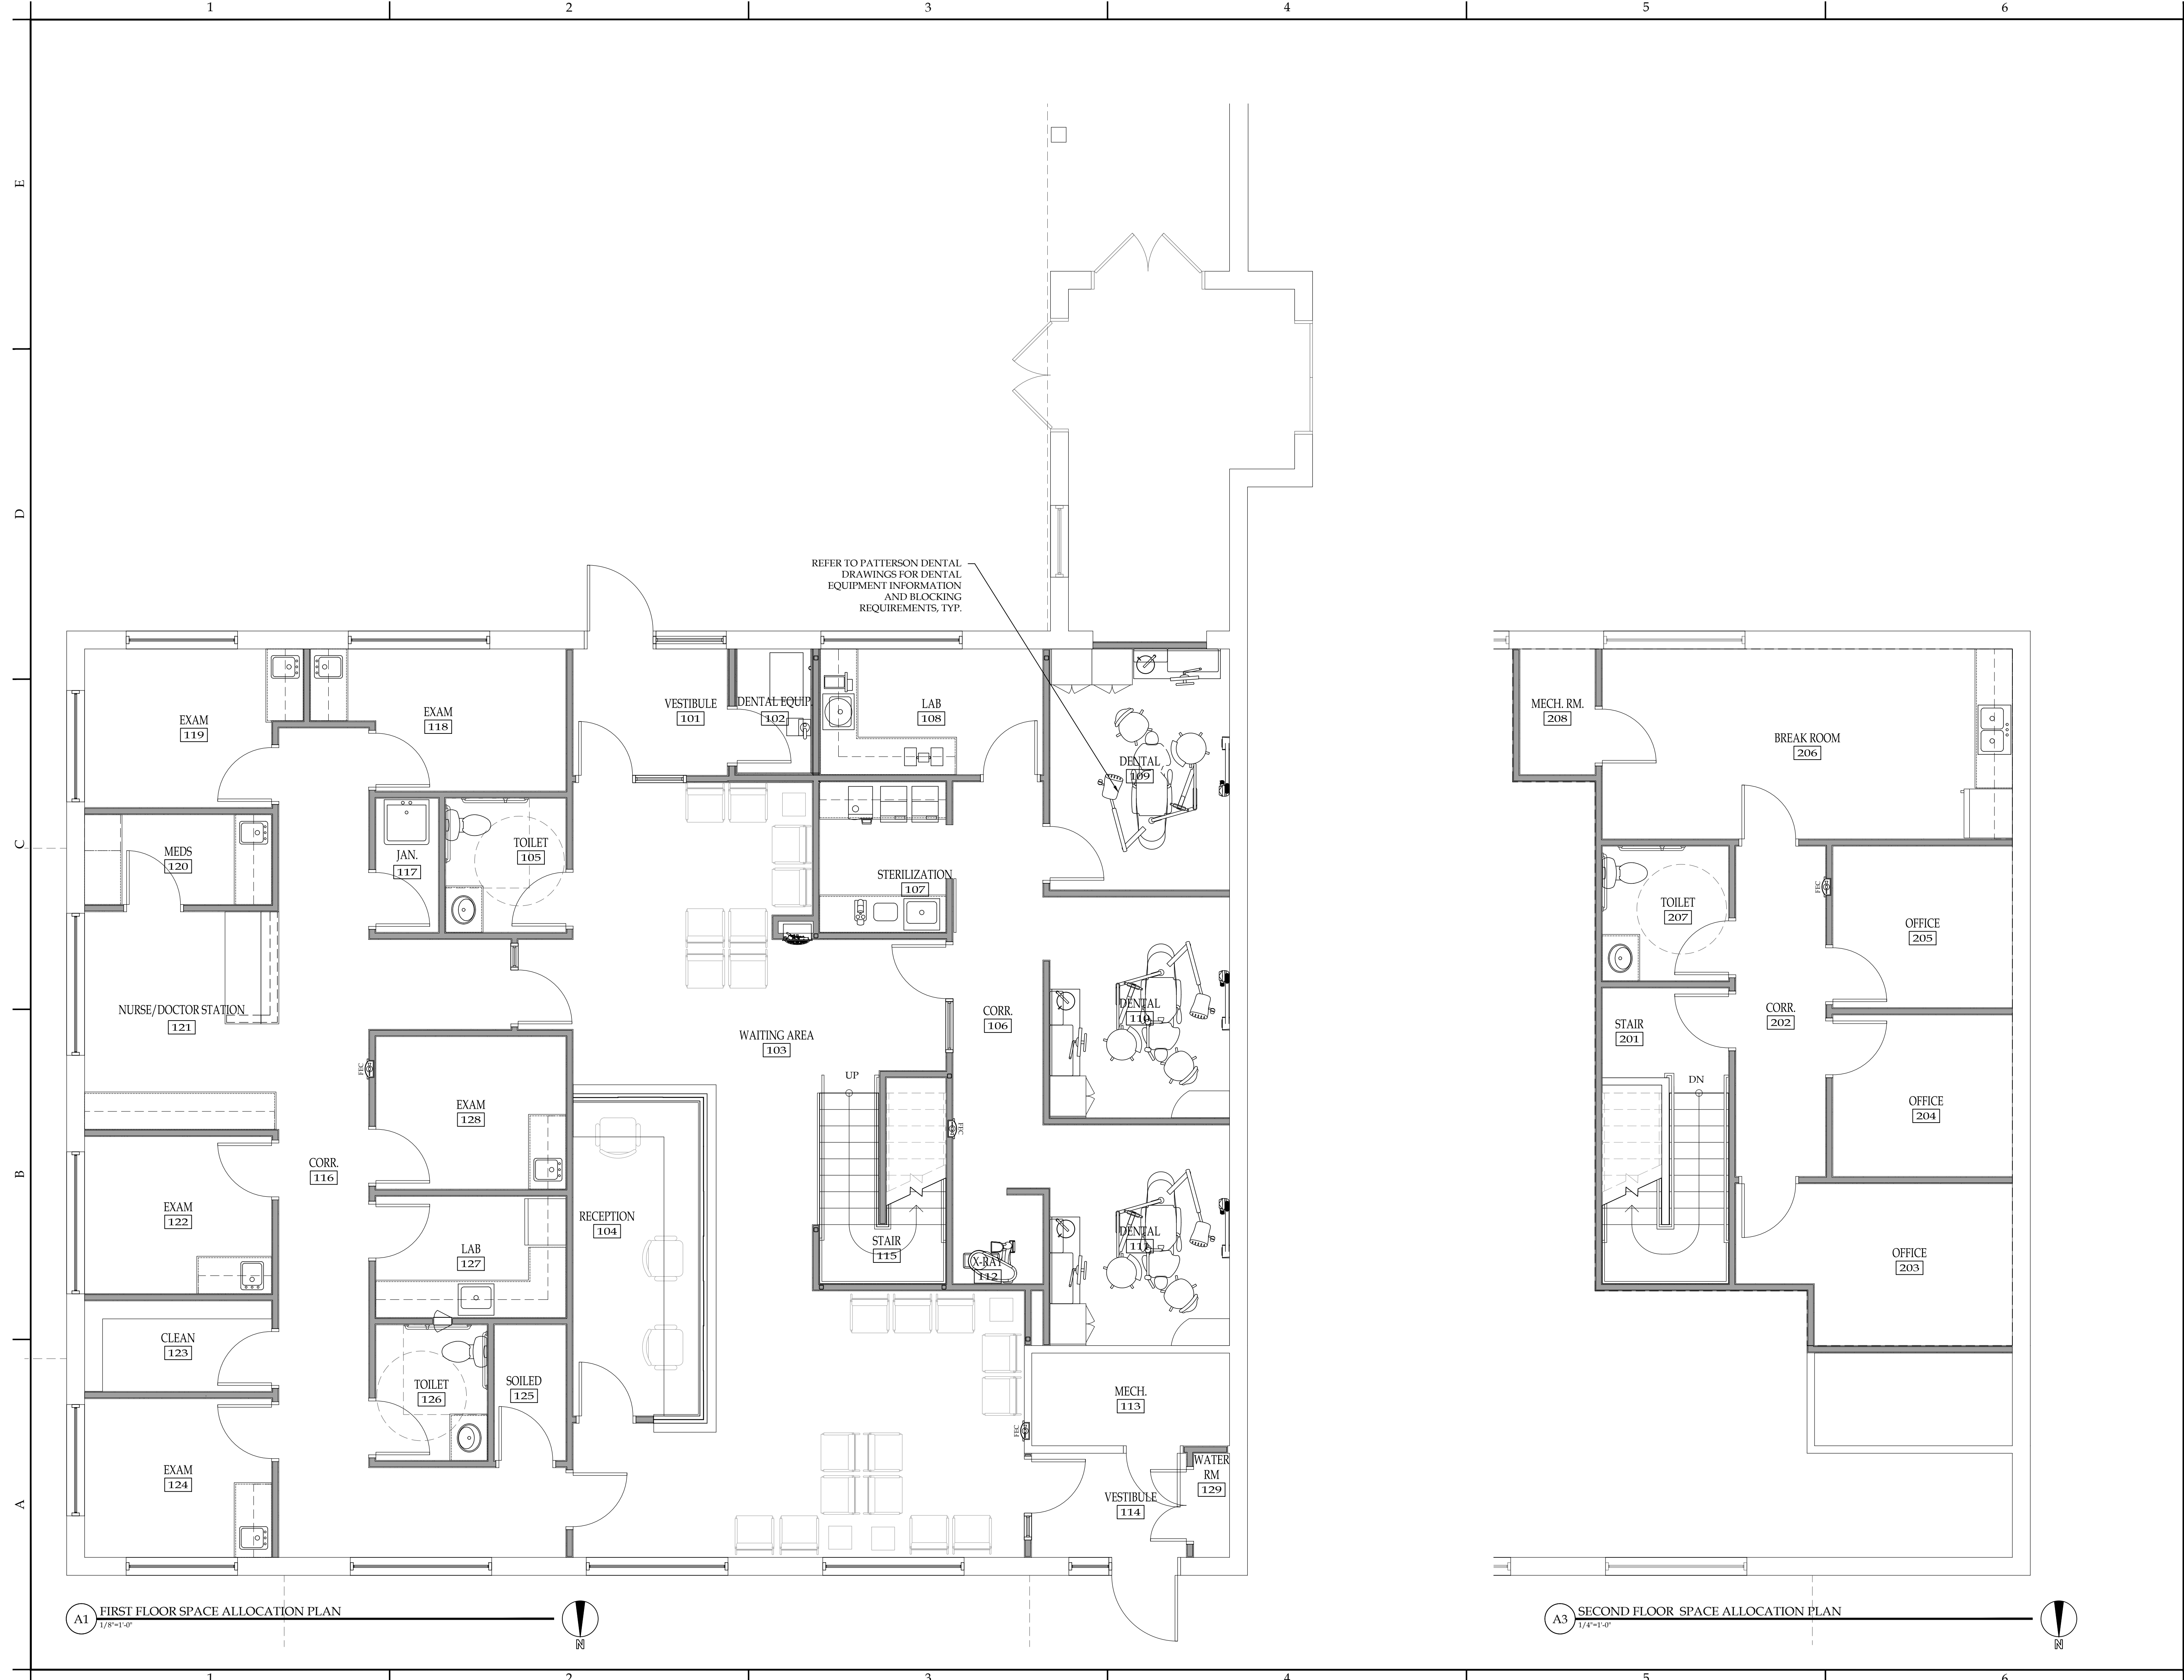 1 2 3 4 5 6
E
D
C
B
A
REFER TO PATTERSON DENTAL
DRAWINGS FOR DENTAL
EQUIPMENT INFORMATION
AND BLOCKING
REQUIREMENTS, TYP.
EXAM
119
EXAM
118
VESTIBULE
101
DENTAL EQUIP.
102
LAB
108
DENTAL
109
MEDS
120
JAN.
117
TOILET
105
STERILIZATION
107
NURSE/DOCTOR STATION
121
WAITING AREA
103
CORR.
106
DENTAL
110
FEC
UP
EXAM
128
FEC
CORR.
116
EXAM
122
RECEPTION
104
LAB
127
STAIR
115
X-RAY
112
DENTAL
111
CLEAN
123
TOILET
126
SOILED
125
MECH.
113
FEC
EXAM
124
VESTIBULE
114
WATER
RM
129
A1
FIRST FLOOR SPACE ALLOCATION PLAN
1/8"=1'-0"
N
MECH. RM.
208
BREAK ROOM
206
FEC
TOILET
207
OFFICE
205
STAIR
201
CORR.
202
DN
OFFICE
204
OFFICE
203
A3
SECOND FLOOR SPACE ALLOCATION PLAN
1/4"=1'-0"
N
1 2 3 4 5 6